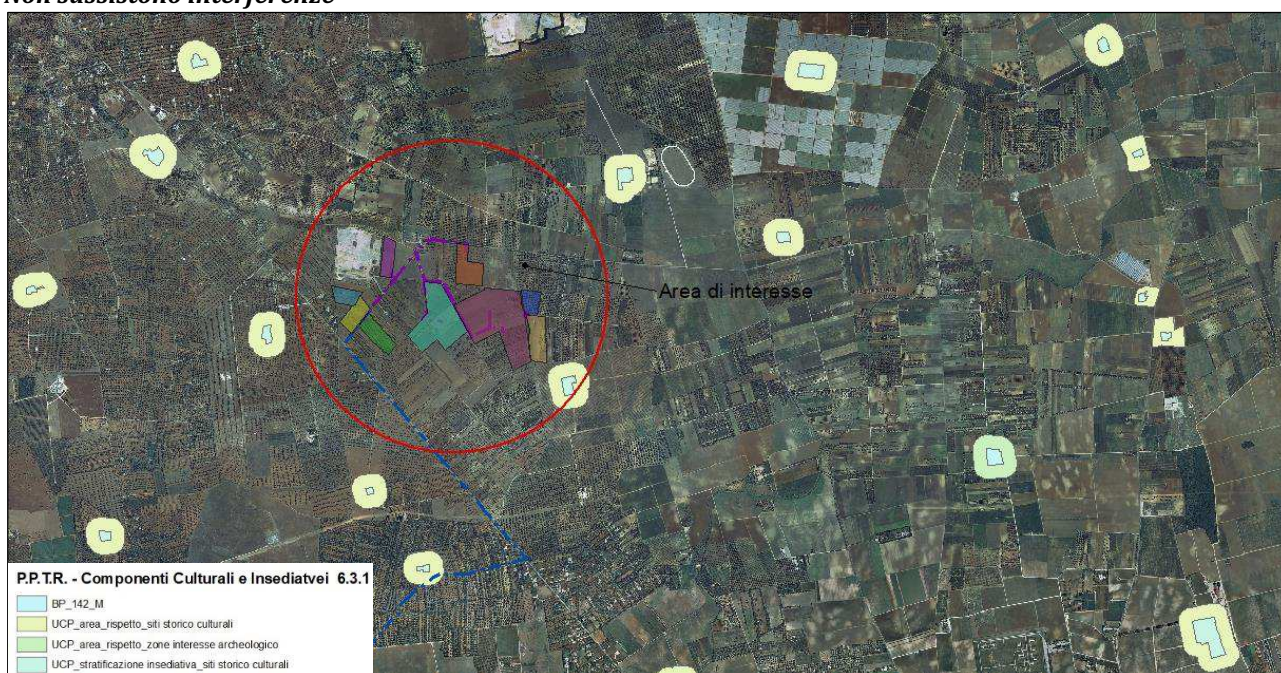 Non sussistono interferenze
Area di interesse
P.P.T.R. - Componenti Culturali e Insediatvei 6.3.1
BP_142_M
UCP_area_rispetto_siti storico culturali
UCP_area_rispetto_zone interesse archeologico
UCP_stratificazione insediativa_siti storico culturali